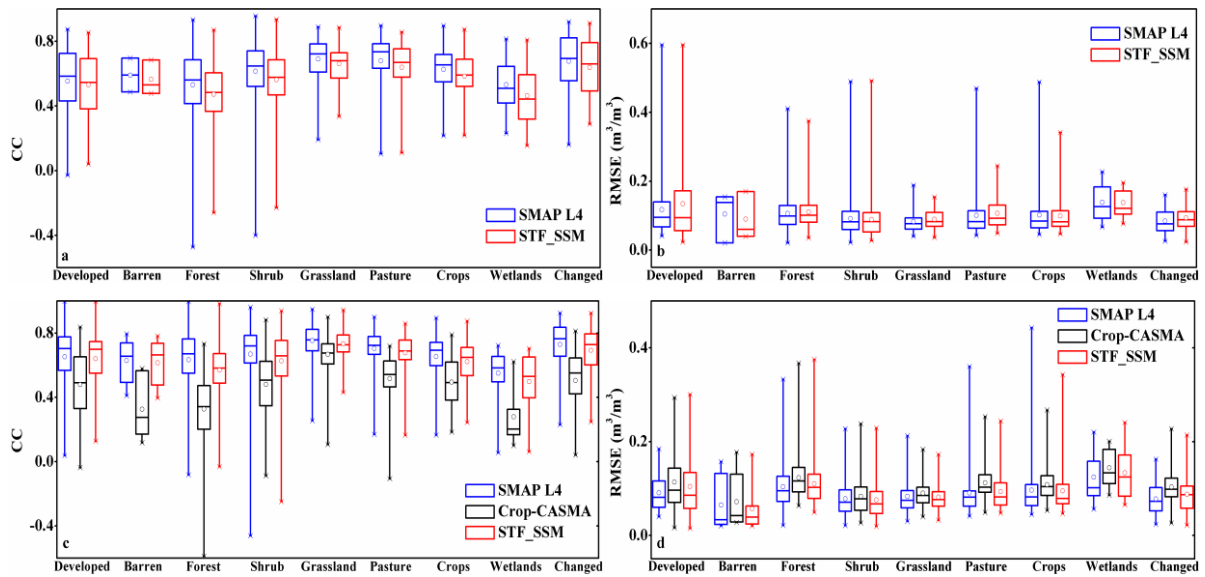 CC
0.8
0.4
0.0
-0.4
SMAP L4
STF_SSM
a
Developed Barren Forest Shrub Grassland Pasture Crops Wetlands Changed
RMSE (m³/m³)
0.6
0.4
0.2
0.0
SMAP L4
STF_SSM
b
Developed Barren Forest Shrub Grassland Pasture Crops Wetlands Changed
CC
0.8
0.4
0.0
-0.4
SMAP L4
Crop-CASMA
STF_SSM
c
Developed Barren Forest Shrub Grassland Pasture Crops Wetlands Changed
RMSE (m³/m³)
0.4
0.2
0.0
SMAP L4
Crop-CASMA
STF_SSM
d
Developed Barren Forest Shrub Grassland Pasture Crops Wetlands Changed